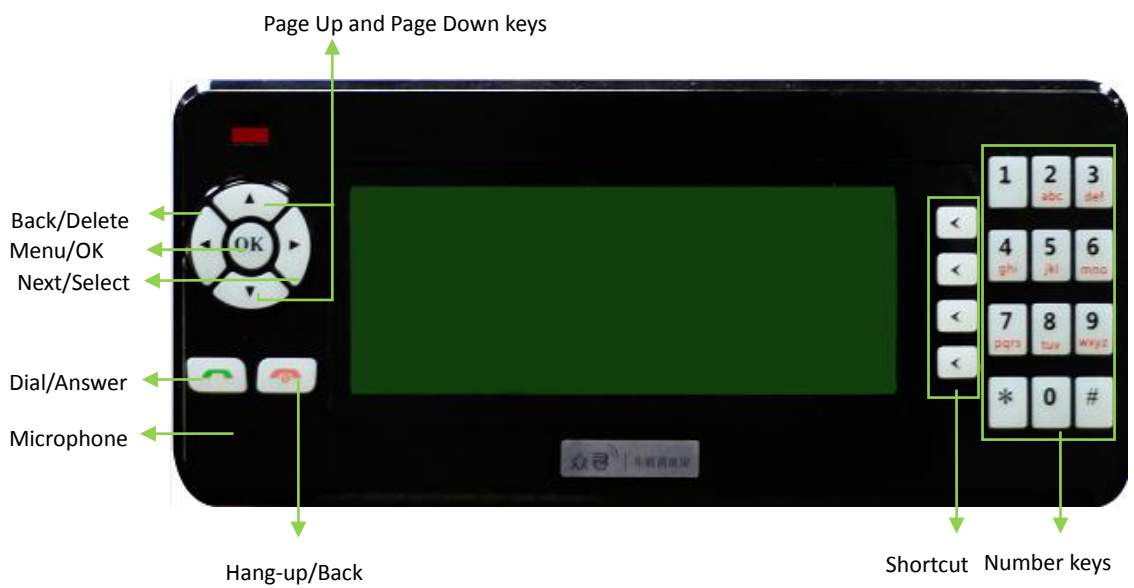 Page Up and Page Down keys
Back/Delete
Menu/OK
Next/Select
Dial/Answer
Microphone
Hang-up/Back
OK
1
2
abc
3
def
4
ghi
5
jkl
6
mno
7
pqrs
8
tuv
9
wxyz
*
0
#
Shortcut
Number keys